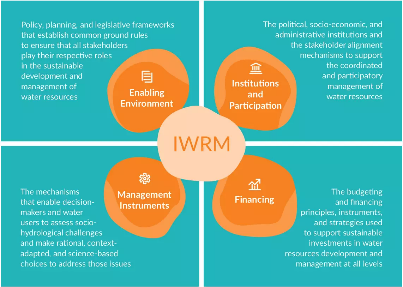 Policy, planning, and legislative frameworks
that establish common ground rules
to ensure that all stakeholders
play their respective roles
in the sustainable
development and
management of
water resources
Enabling
Environment
The political, socio-economic, and
administrative institutions and
the stakeholder alignment
mechanisms to support
the coordinated
and participatory
management of
water resources
Institutions
and
Participation
IWRM
The mechanisms
that enable decision-
makers and water
users to assess socio-
hydrological challenges
and make rational, context-
adapted, and science-based
choices to address those issues
Management
Instruments
Financing
The budgeting
and financing
principles, instruments,
and strategies used
to support sustainable
investments in water
resources development and
management at all levels